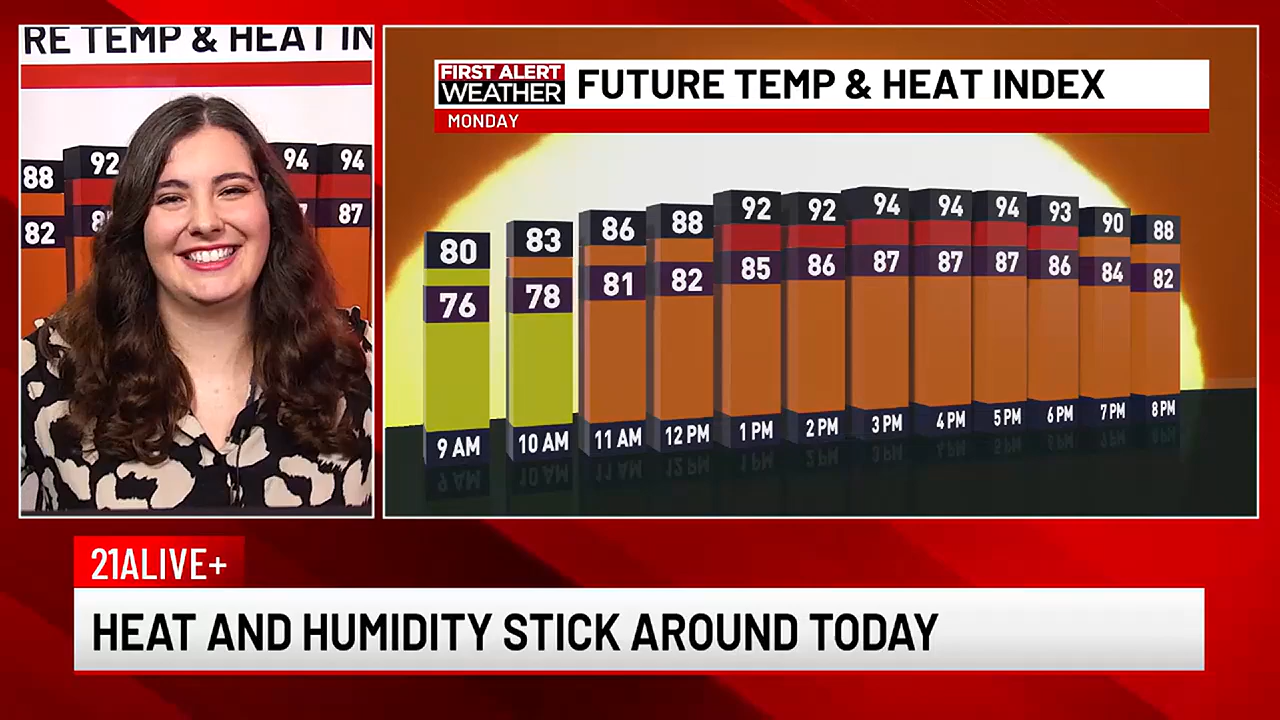 RE TEMP & HEAT IN
88
92
94
94
82
87
FIRST ALERT
WEATHER
FUTURE TEMP & HEAT INDEX
MONDAY
80 83 86 88 92 92 94 94 94 93 90 88
76 78 81 82 85 86 87 87 87 86 84 82
9 AM 10 AM 11 AM 12 PM 1 PM 2 PM 3 PM 4 PM 5 PM 6 PM 7 PM 8 PM
21ALIVE+
HEAT AND HUMIDITY STICK AROUND TODAY